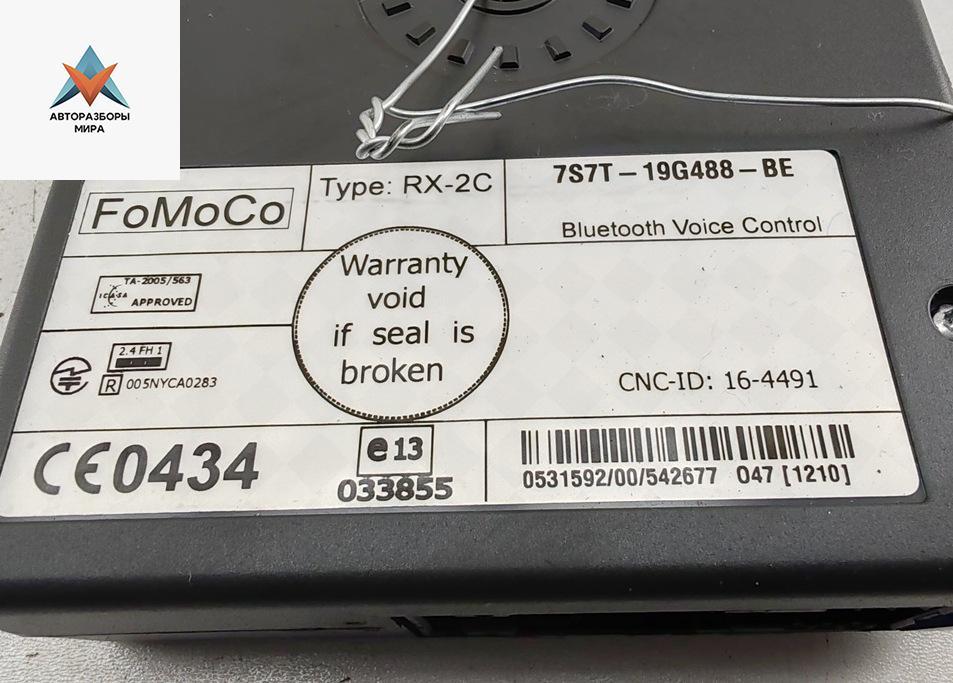 АВТОРАЗБОРЫ
МИРА
FoMoCo
Type: RX-2C
7S7T-19G488-BE
Bluetooth Voice Control
TA-2005/563
ICASA
APPROVED
Warranty
void
if seal is
broken
2.4 FH 1
R 005NYCA0283
CNC-ID: 16-4491
CE0434
e13
033855
0531592/00/542677 047 [1210]